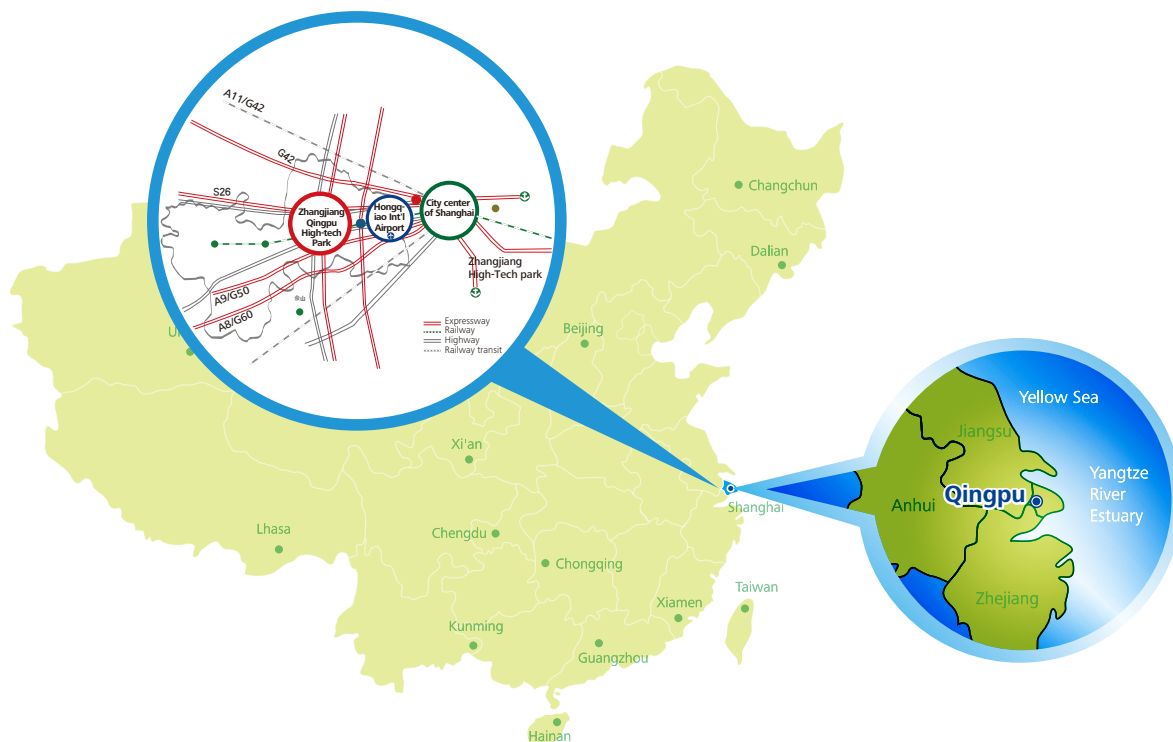 A11/G42
G42
S26
Zhangjiang
Qingpu
High-tech
Park
Hongq-
iao Int'l
Airport
City center
of Shanghai
Zhangjiang
High-Tech park
A9/G50
A8/G60
Expressway
Railway
Highway
Railway transit
Changchun
Dalian
Beijing
Xi'an
Shanghai
Lhasa
Chengdu
Chongqing
Taiwan
Xiamen
Kunming
Guangzhou
Hainan
Yellow Sea
Jiangsu
Yangtze
River
Estuary
Anhui
Qingpu
Zhejiang